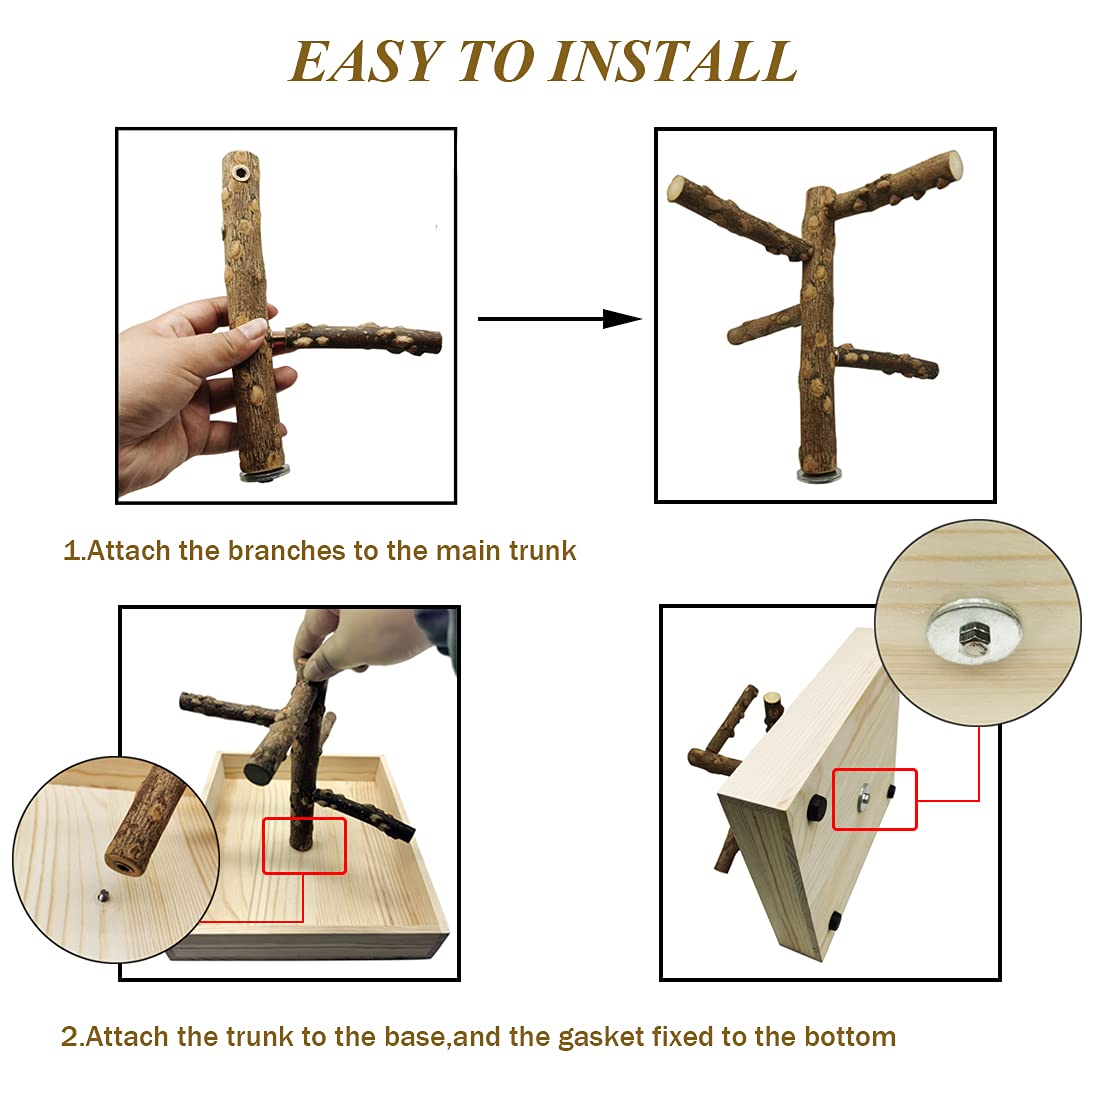 EASY TO INSTALL
1.Attach the branches to the main trunk
2.Attach the trunk to the base,and the gasket fixed to the bottom